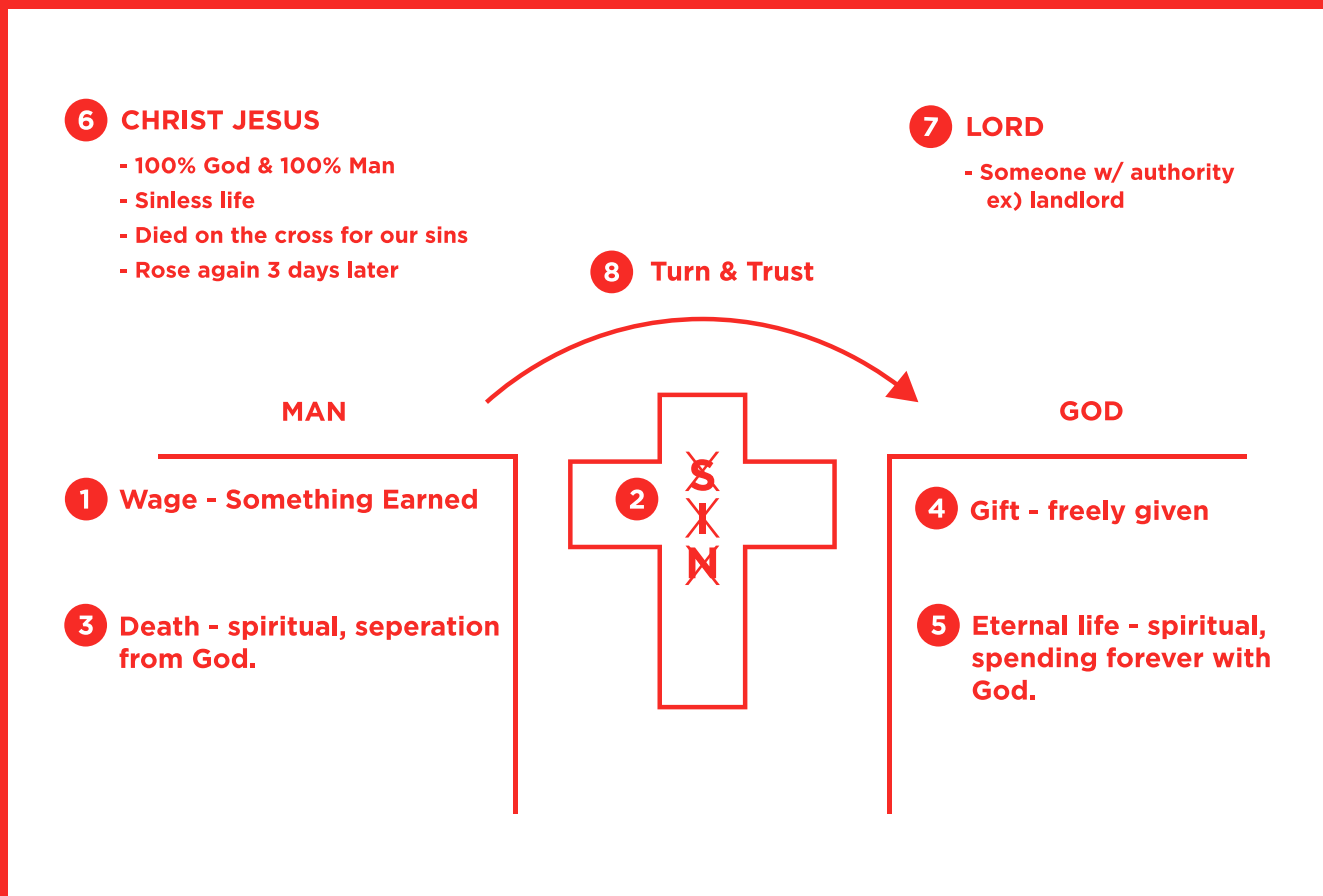 6 CHRIST JESUS
- 100% God & 100% Man
- Sinless life
- Died on the cross for our sins
- Rose again 3 days later
7 LORD
- Someone w/ authority
ex) landlord
8 Turn & Trust
MAN
GOD
1 Wage - Something Earned
3 Death - spiritual, seperation
from God.
2
S
I
N
4 Gift - freely given
5 Eternal life - spiritual,
spending forever with
God.